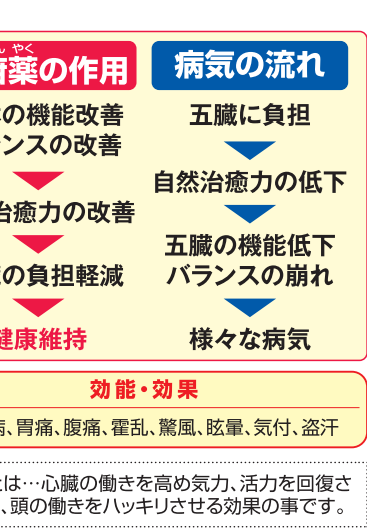 んやく
薬の作用
の機能改善
ンスの改善
治癒力の改善
の負担軽減
健康維持
病気の流れ
五臓に負担
自然治癒力の低下
五臓の機能低下
バランスの崩れ
様々な病気
効能・効果
、胃痛、腹痛、霍乱、驚風、眩暈、気付、盗汗
は…心臓の働きを高め気力、活力を回復さ
、頭の働きをハッキリさせる効果の事です。